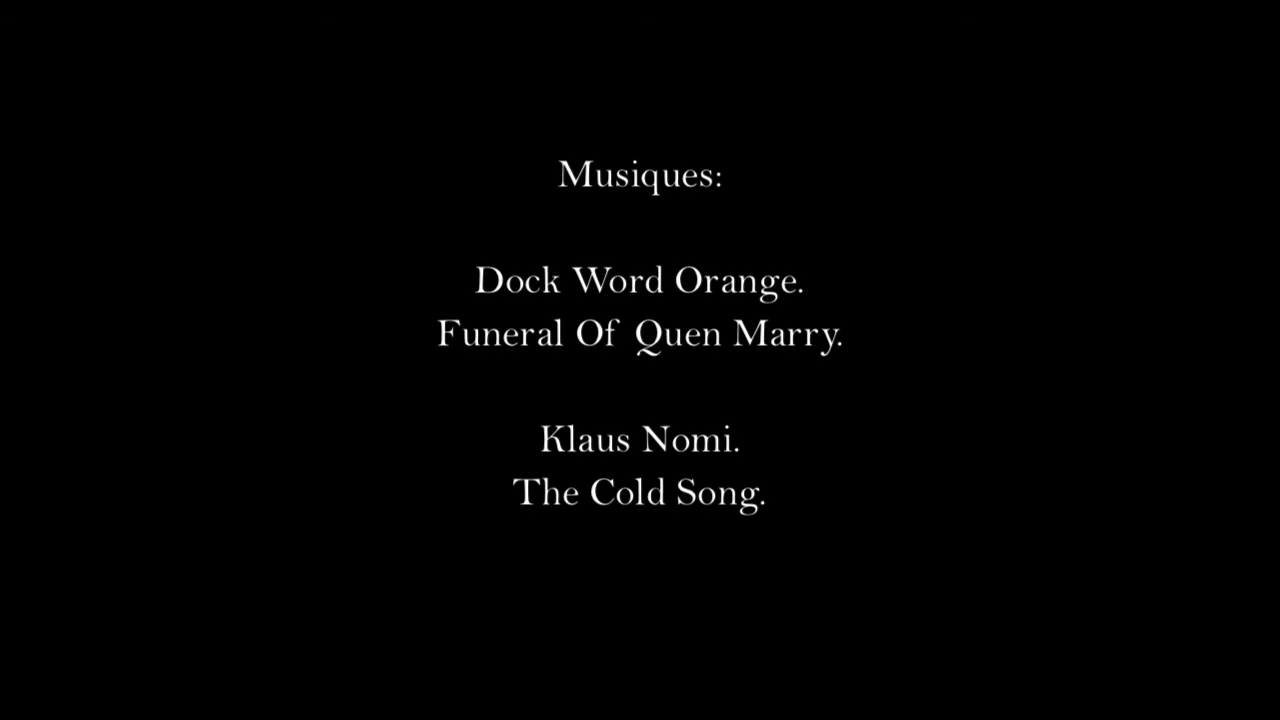 Musiques:
Dock Word Orange.
Funeral Of Quen Marry.
Klaus Nomi.
The Cold Song.